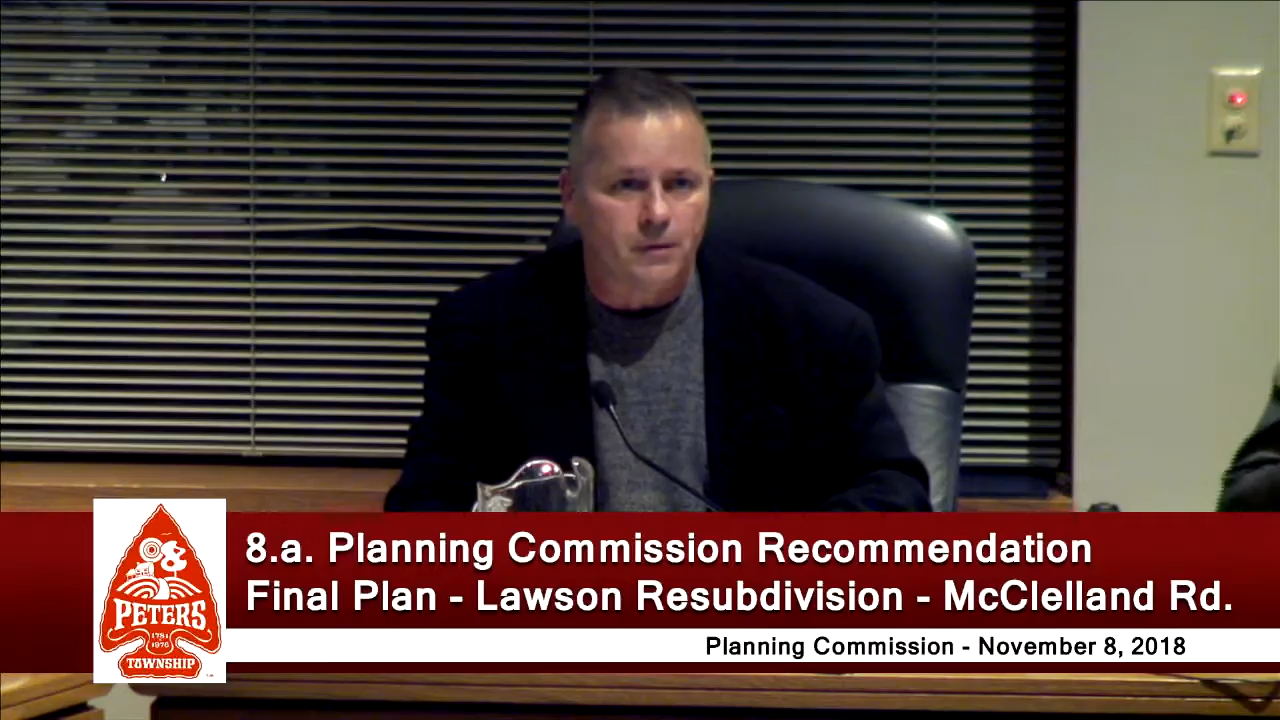 8.a. Planning Commission Recommendation
Final Plan - Lawson Resubdivision - McClelland Rd.
Planning Commission - November 8, 2018
PETERS
1781
1976
TOWNSHIP